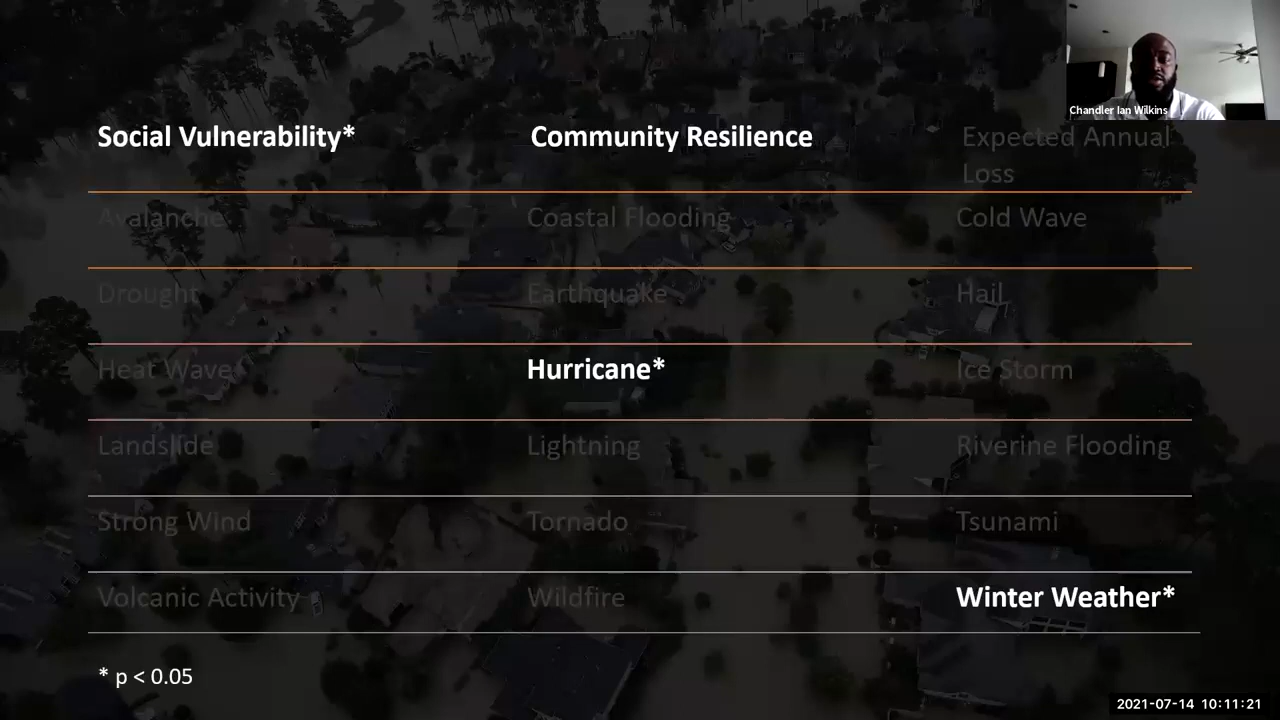 Chandler Ian Wilkins
Social Vulnerability* Community Resilience Expected Annual
Loss
Avalanche Coastal Flooding Cold Wave
Drought Earthquake Hail
Heat Wave Hurricane* Ice Storm
Landslide Lightning Riverine Flooding
Strong Wind Tornado Tsunami
Volcanic Activity Wildfire Winter Weather*
* p < 0.05
2021-07-14 10:11:21